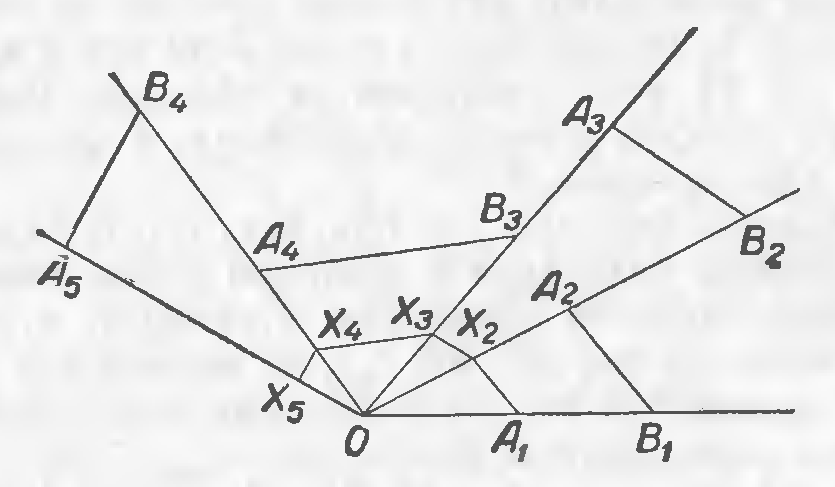 B₄
A₃
B₃
A₄
B₂
A₅
A₂
X₄ X₃ X₂
X₅
O A₁ B₁